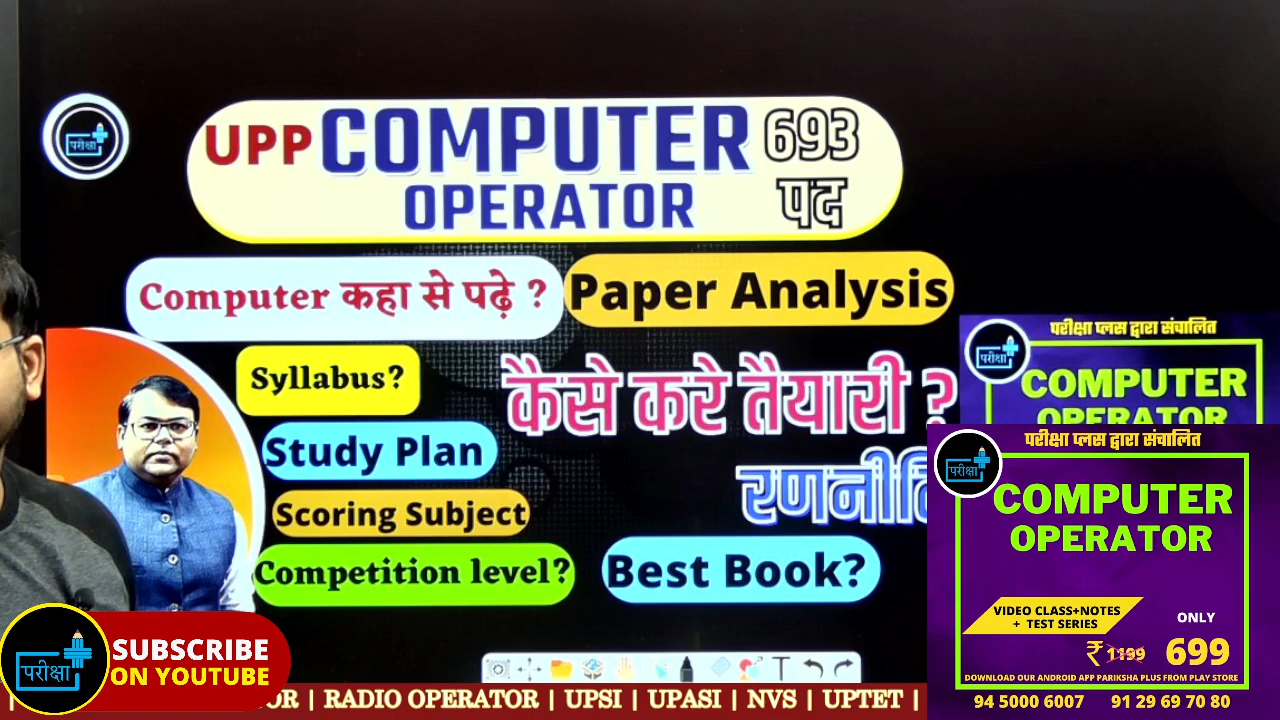 परीक्षा
UPP COMPUTER 693
OPERATOR पद
Computer कहा से पढ़े ?
Paper Analysis
Syllabus?
कैसे करे तैयारी ?
Study Plan
Scoring Subject
Competition level?
Best Book?
परीक्षा प्लस द्वारा संचालित
परीक्षा
COMPUTER
OPERATOR
परीक्षा प्लस द्वारा संचालित
परीक्षा
COMPUTER
OPERATOR
VIDEO CLASS+NOTES
+ TEST SERIES
ONLY
₹1199 699
DOWNLOAD OUR ANDROID APP PARIKSHA PLUS FROM PLAY STORE
94 5000 6007 91 29 69 70 80
परीक्षा
SUBSCRIBE
ON YOUTUBE
T
OR | RADIO OPERATOR | UPSI | UPASI | NVS | UPTET |